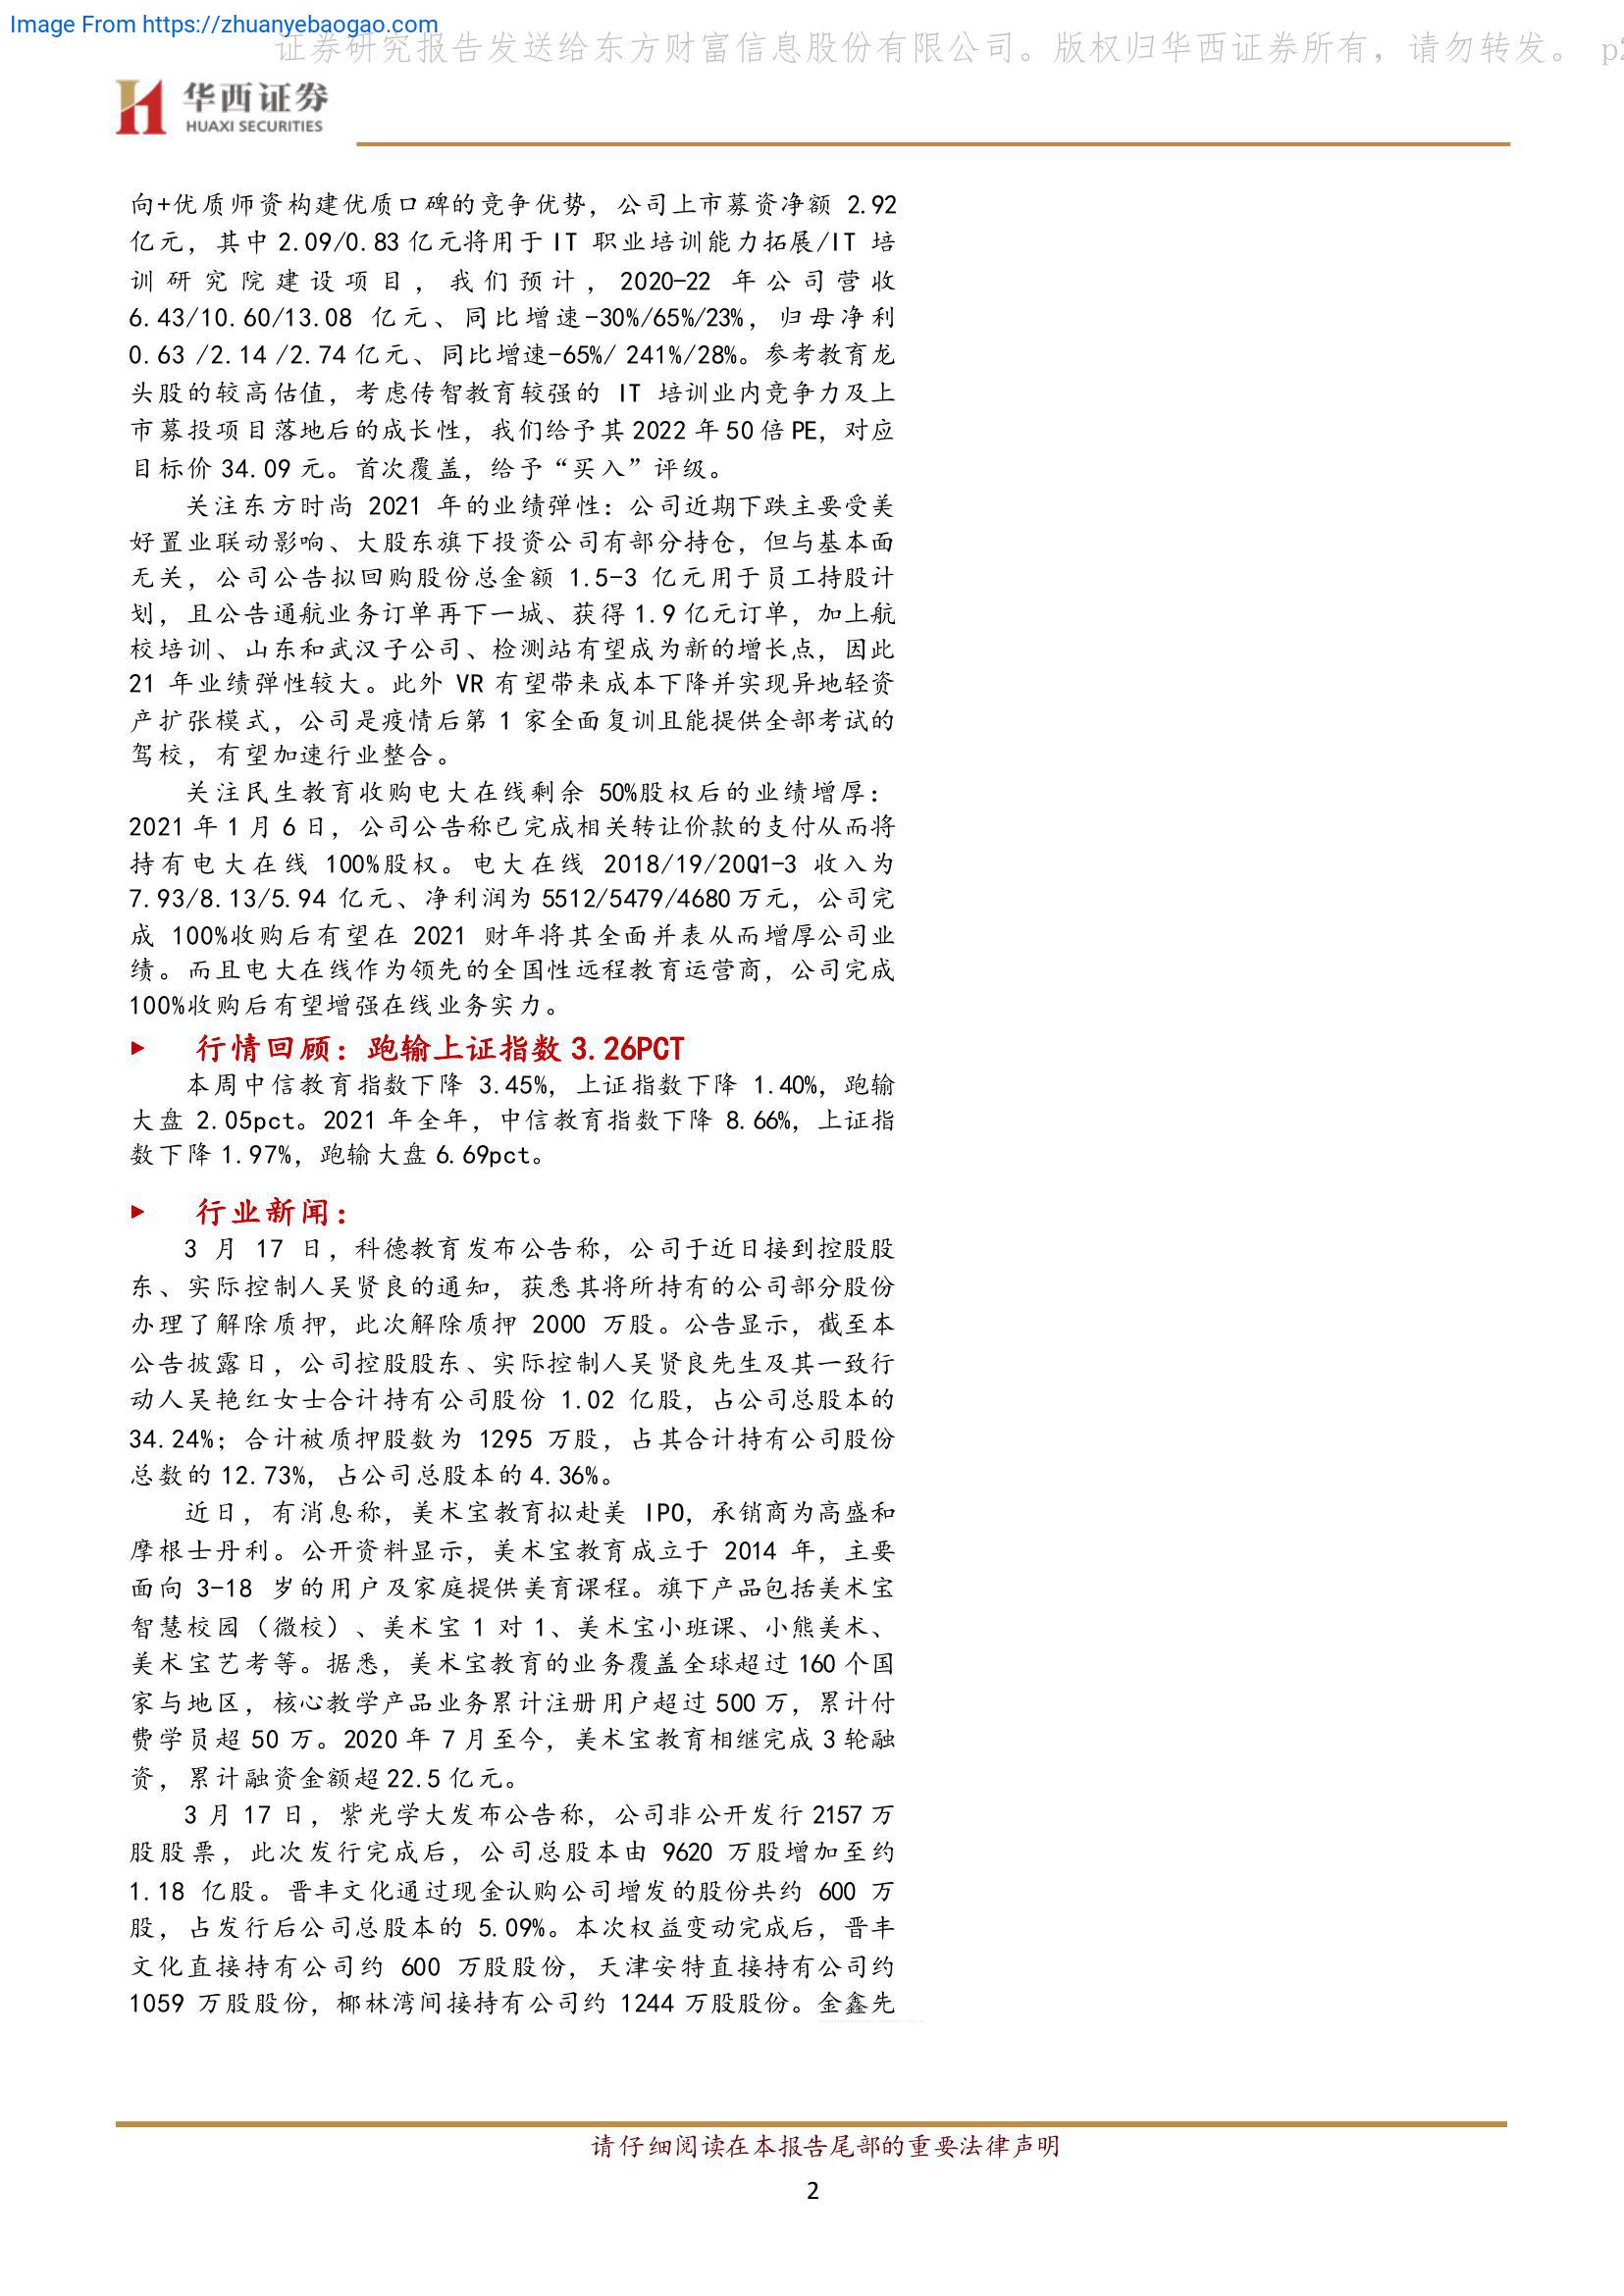 Image From https://zhuanyebaogao.com
证券研究报告发送给东方财富信息股份有限公司。版权归华西证券所有，请勿转发。 p2
华西证券
HUAXI SECURITIES
向+优质师资构建优质口碑的竞争优势，公司上市募资净额 2.92
亿元，其中 2.09/0.83 亿元将用于 IT 职业培训能力拓展/IT 培
训研究院建设项目，我们预计，2020-22 年公司营收
6.43/10.60/13.08 亿元、同比增速-30%/65%/23%，归母净利
0.63 /2.14 /2.74 亿元、同比增速-65%/ 241%/28%。参考教育龙
头股的较高估值，考虑传智教育较强的 IT 培训业内竞争力及上
市募投项目落地后的成长性，我们给予其 2022 年 50 倍 PE，对应
目标价 34.09 元。首次覆盖，给予“买入”评级。
关注东方时尚 2021 年的业绩弹性：公司近期下跌主要受美
好置业联动影响、大股东旗下投资公司有部分持仓，但与基本面
无关，公司公告拟回购股份总金额 1.5-3 亿元用于员工持股计
划，且公告通航业务订单再下一城、获得 1.9 亿元订单，加上航
校培训、山东和武汉子公司、检测站有望成为新的增长点，因此
21 年业绩弹性较大。此外 VR 有望带来成本下降并实现异地轻资
产扩张模式，公司是疫情后第 1 家全面复训且能提供全部考试的
驾校，有望加速行业整合。
关注民生教育收购电大在线剩余 50%股权后的业绩增厚：
2021 年 1 月 6 日，公司公告称已完成相关转让价款的支付从而将
持有电大在线 100%股权。电大在线 2018/19/20Q1-3 收入为
7.93/8.13/5.94 亿元、净利润为 5512/5479/4680 万元，公司完
成 100%收购后有望在 2021 财年将其全面并表从而增厚公司业
绩。而且电大在线作为领先的全国性远程教育运营商，公司完成
100%收购后有望增强在线业务实力。
行情回顾：跑输上证指数 3.26PCT
本周中信教育指数下降 3.45%，上证指数下降 1.40%，跑输
大盘 2.05pct。2021 年全年，中信教育指数下降 8.66%，上证指
数下降 1.97%，跑输大盘 6.69pct。
行业新闻：
3 月 17 日，科德教育发布公告称，公司于近日接到控股股
东、实际控制人吴贤良的通知，获悉其将所持有的公司部分股份
办理了解除质押，此次解除质押 2000 万股。公告显示，截至本
公告披露日，公司控股股东、实际控制人吴贤良先生及其一致行
动人吴艳红女士合计持有公司股份 1.02 亿股，占公司总股本的
34.24%；合计被质押股数为 1295 万股，占其合计持有公司股份
总数的 12.73%，占公司总股本的 4.36%。
近日，有消息称，美术宝教育拟赴美 IPO，承销商为高盛和
摩根士丹利。公开资料显示，美术宝教育成立于 2014 年，主要
面向 3-18 岁的用户及家庭提供美育课程。旗下产品包括美术宝
智慧校园（微校）、美术宝 1 对 1、美术宝小班课、小熊美术、
美术宝艺考等。据悉，美术宝教育的业务覆盖全球超过 160 个国
家与地区，核心教学产品业务累计注册用户超过 500 万，累计付
费学员超 50 万。2020 年 7 月至今，美术宝教育相继完成 3 轮融
资，累计融资金额超 22.5 亿元。
3 月 17 日，紫光学大发布公告称，公司非公开发行 2157 万
股股票，此次发行完成后，公司总股本由 9620 万股增加至约
1.18 亿股。晋丰文化通过现金认购公司增发的股份共约 600 万
股，占发行后公司总股本的 5.09%。本次权益变动完成后，晋丰
文化直接持有公司约 600 万股股份，天津安特直接持有公司约
1059 万股股份，椰林湾间接持有公司约 1244 万股股份。金鑫先
请仔细阅读在本报告尾部的重要法律声明
2